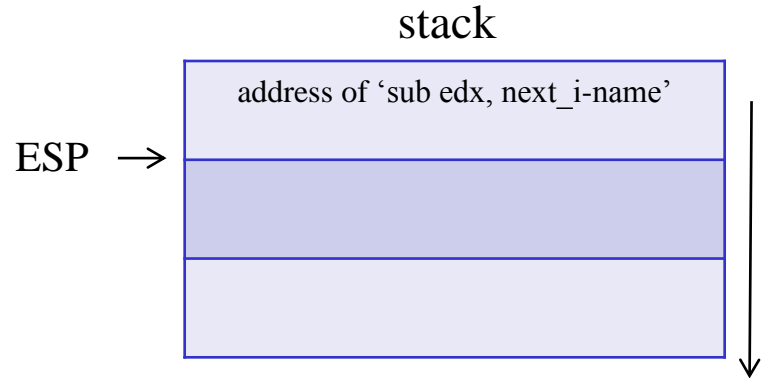 stack
address of ‘sub edx, next_i-name’
ESP